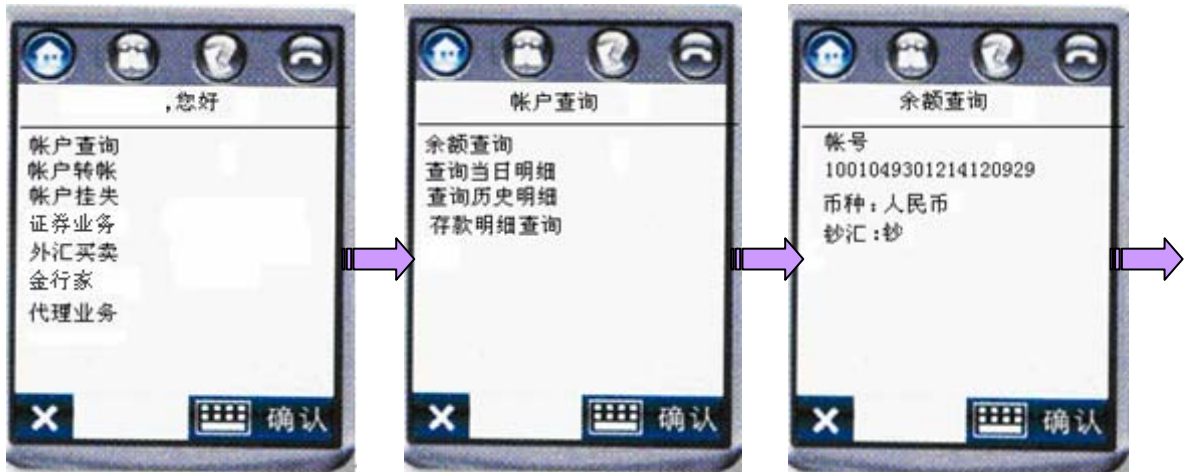 ,您好
帐户查询
帐户转帐
帐户挂失
证券业务
外汇买卖
金行家
代理业务
确认
帐户查询
余额查询
查询当日明细
查询历史明细
存款明细查询
确认
余额查询
帐号
1001049301214120929
币种:人民币
钞汇:钞
确认